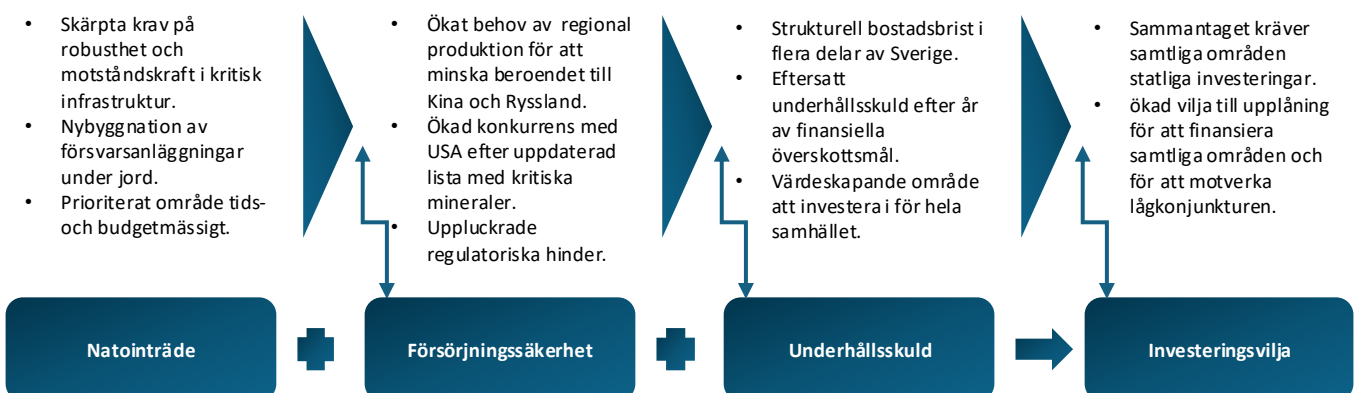 • Skärpta krav på
robusthet och
motståndskraft i kritisk
infrastruktur.
• Nybyggnation av
försvarsanläggningar
under jord.
• Prioriterat område tids-
och budgetmässigt.
• Ökat behov av regional
produktion för att
minska beroendet till
Kina och Ryssland.
• Ökad konkurrens med
USA efter uppdaterad
lista med kritiska
mineraler.
• Uppluckrade
regulatoriska hinder.
• Strukturell bostadsbrist i
flera delar av Sverige.
• Eftersatt
underhållsskuld efter år
av finansiella
överskottsmål.
• Värdeskapande område
att investera i för hela
samhället.
• Sammantaget kräver
samtliga områden
statliga investeringar.
• ökad vilja till upplåning
för att finansiera
samtliga områden och
för att motverka
lågkonjunkturen.
Natointräde
Försörjningssäkerhet
Underhållsskuld
Investeringsvilja